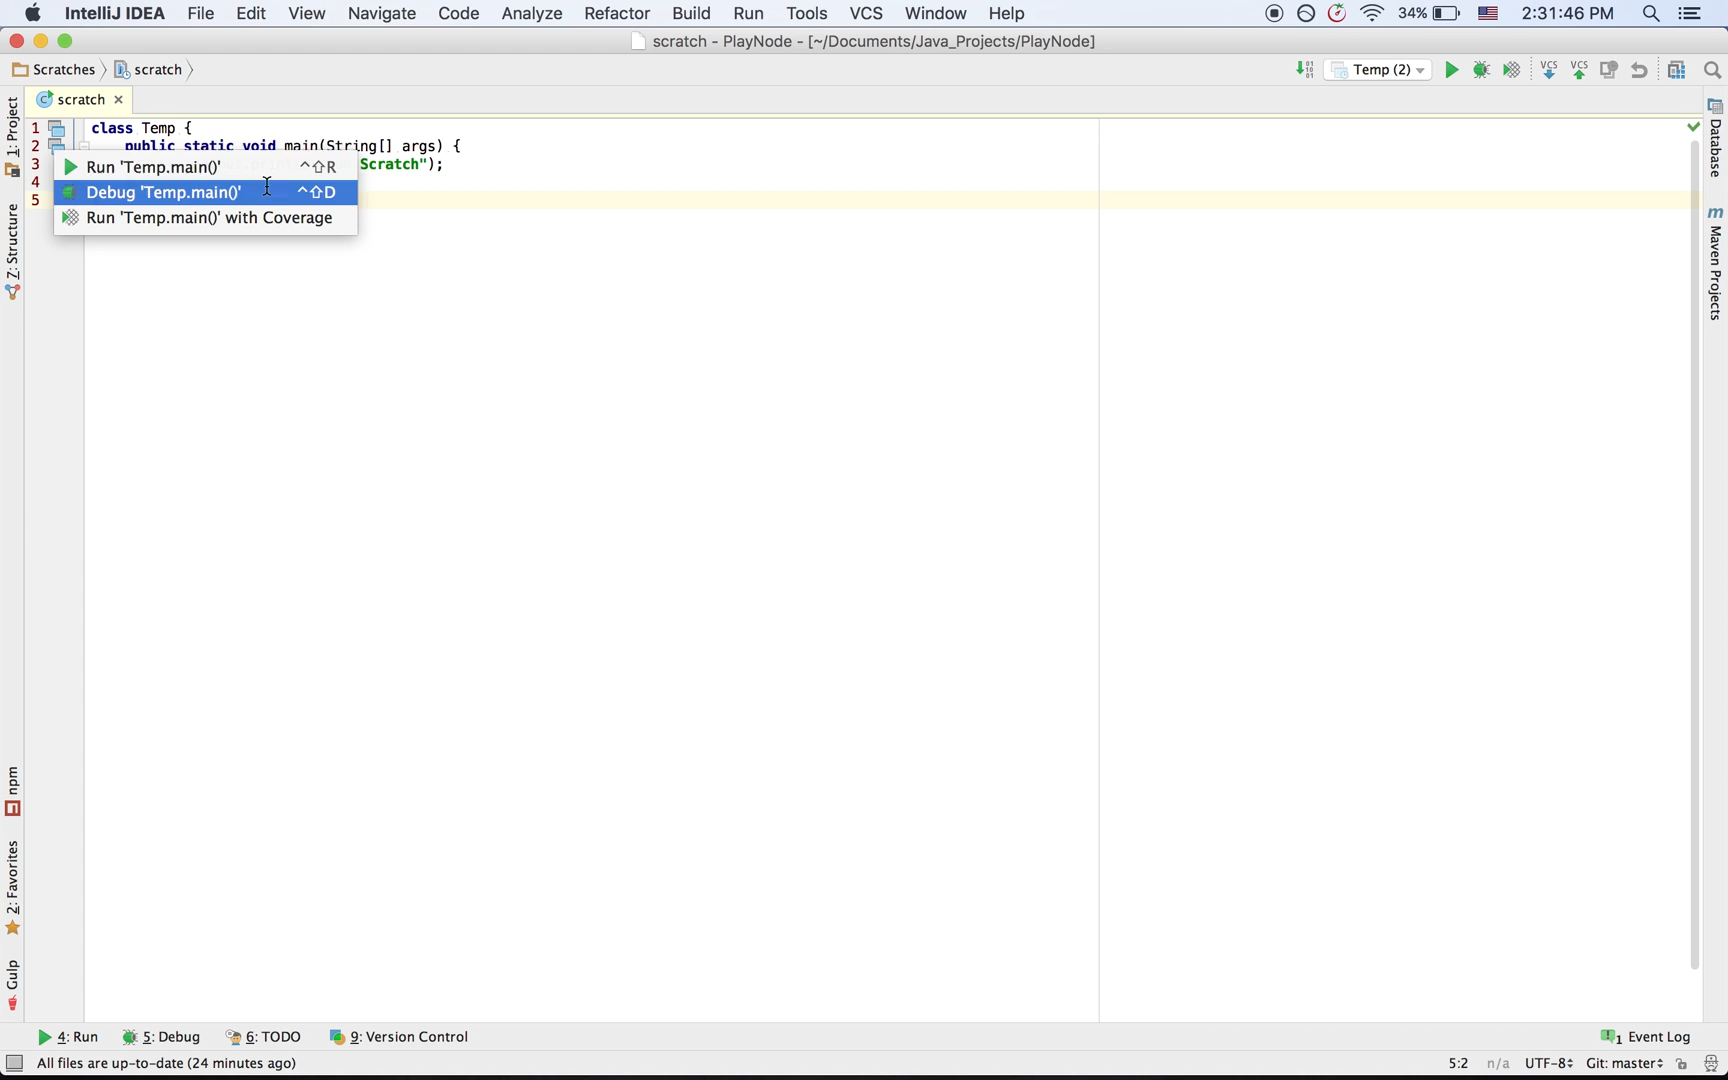 IntelliJ IDEA File Edit View Navigate Code Analyze Refactor Build Run Tools VCS Window Help 34% 2:31:46 PM
scratch - PlayNode - [~/Documents/Java_Projects/PlayNode]
Scratches scratch Temp (2) VCS VCS
scratch
1 class Temp {
2 public static void main(String[] args) {
3 Scratch");
4
5
Run 'Temp.main()' ^⇧R
Debug 'Temp.main()' ^⇧D
Run 'Temp.main()' with Coverage
1: Project
Z: Structure
npm
2: Favorites
Gulp
Database
m Maven Projects
4: Run 5: Debug 6: TODO 9: Version Control 1 Event Log
All files are up-to-date (24 minutes ago) 5:2 n/a UTF-8 Git: master